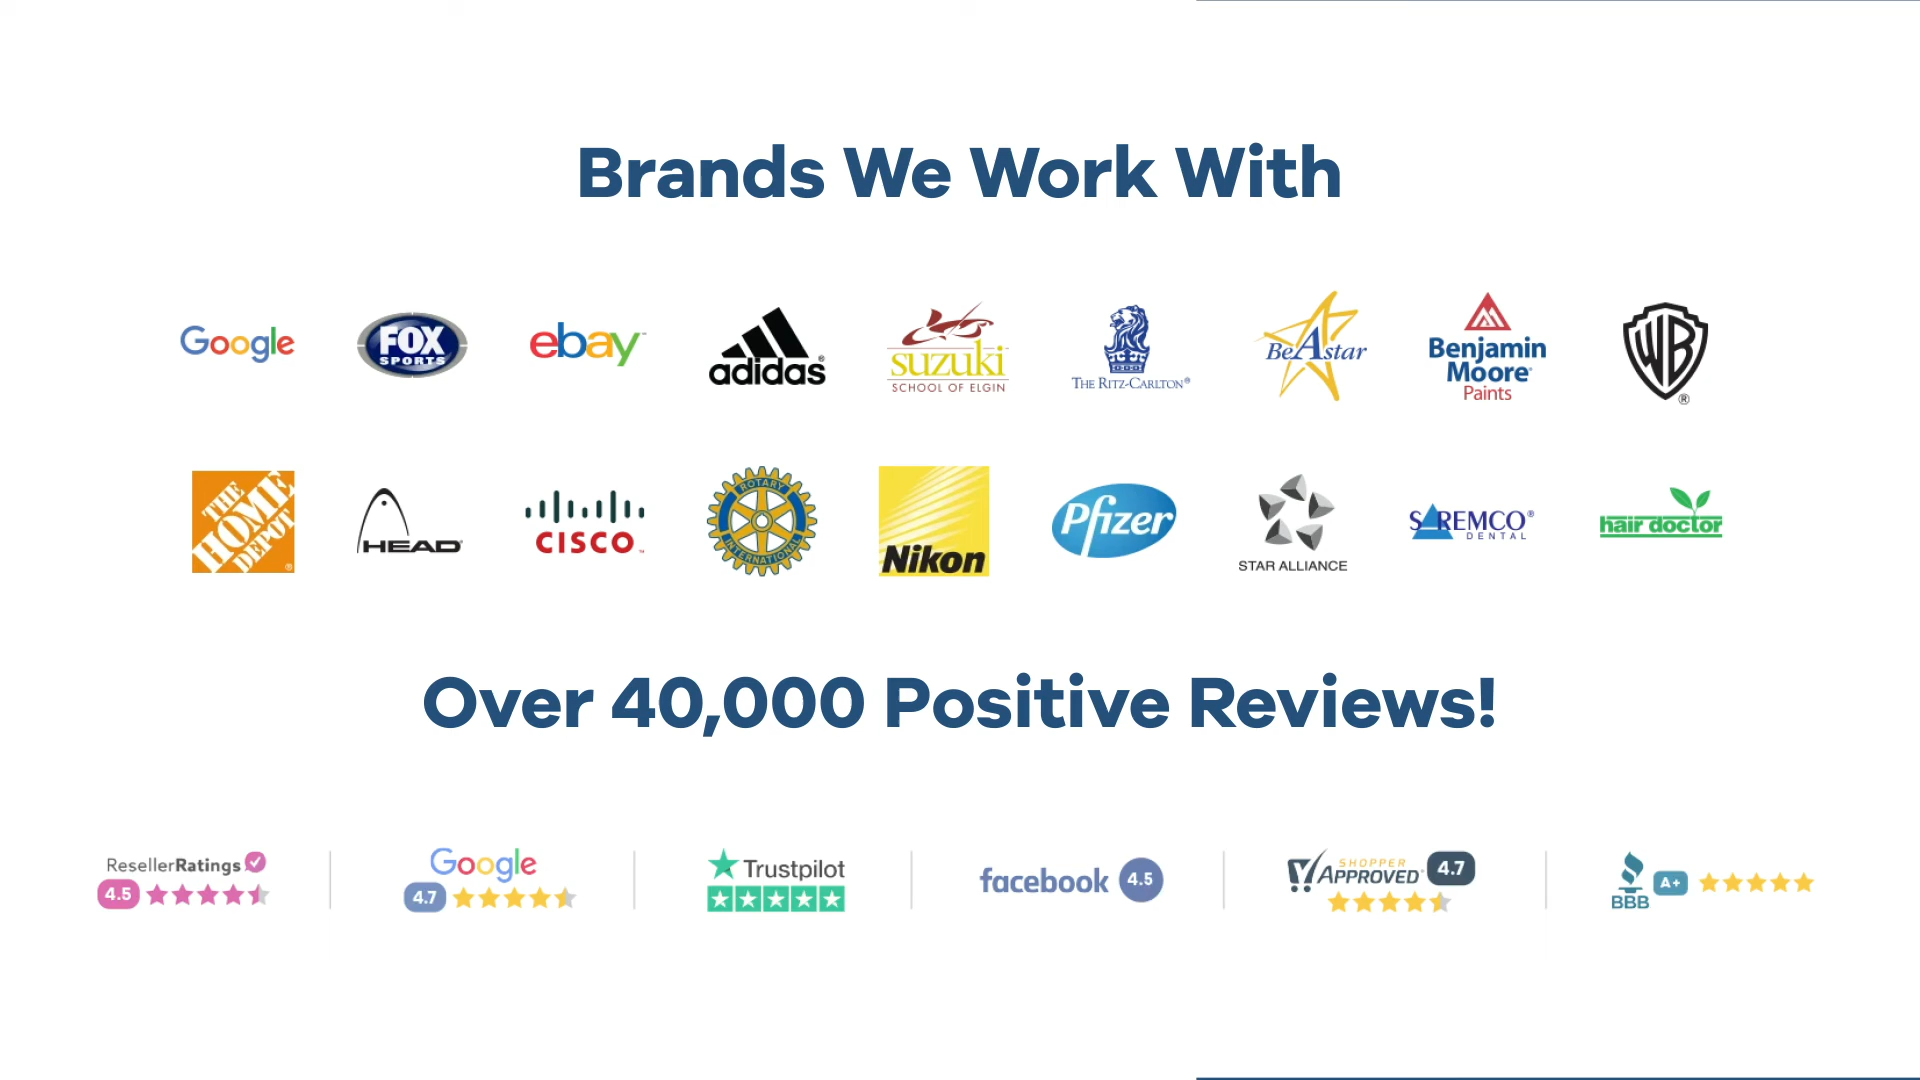 Brands We Work With
Google
FOX
SPORTS
ebay™
adidas®
suzuki
SCHOOL OF ELGIN
THE RITZ-CARLTON®
BeAstar
Benjamin
Moore®
Paints
WB®
THE
HOME
DEPOT®
HEAD®
CISCO™
ROTARY
INTERNATIONAL
Nikon
Pfizer
STAR ALLIANCE
SAREMCO®
DENTAL
hair doctor
Over 40,000 Positive Reviews!
ResellerRatings
4.5
Google
4.7
Trustpilot
facebook 4.5
SHOPPER
APPROVED® 4.7
BBB A+